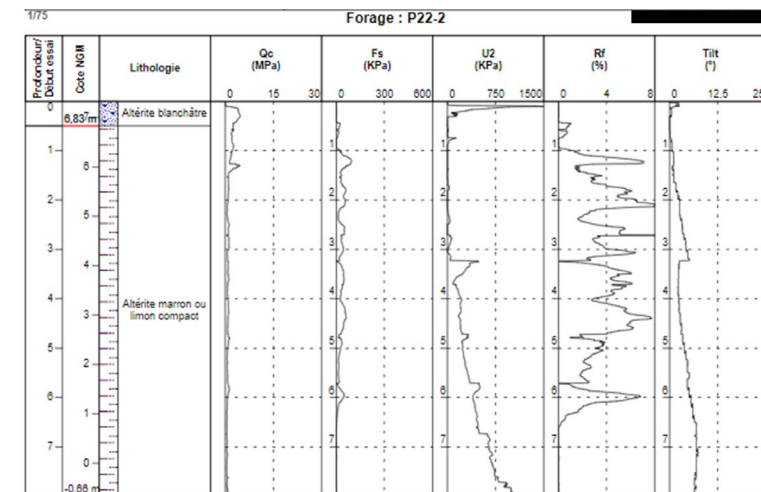 1/75
Forage : P22-2
Profondeur/
Début essai
Cote NGM
Lithologie
Qc
(MPa)
Fs
(KPa)
U2
(KPa)
Rf
(%)
Tilt
(°)
0 15 30
0 300 600
0 750 1500
0 4 8
0 12.5 25
0
Altérite blanchâtre
1 1 1 1 1
6
2 2 2 2 2
5
3 3 3 3 3
4
Altérite marron ou
limon compact
4 4 4 4 4
3
5 5 5 5 5
2
6 6 6 6 6
1
7 7 7 7 7
0
-0.66 m